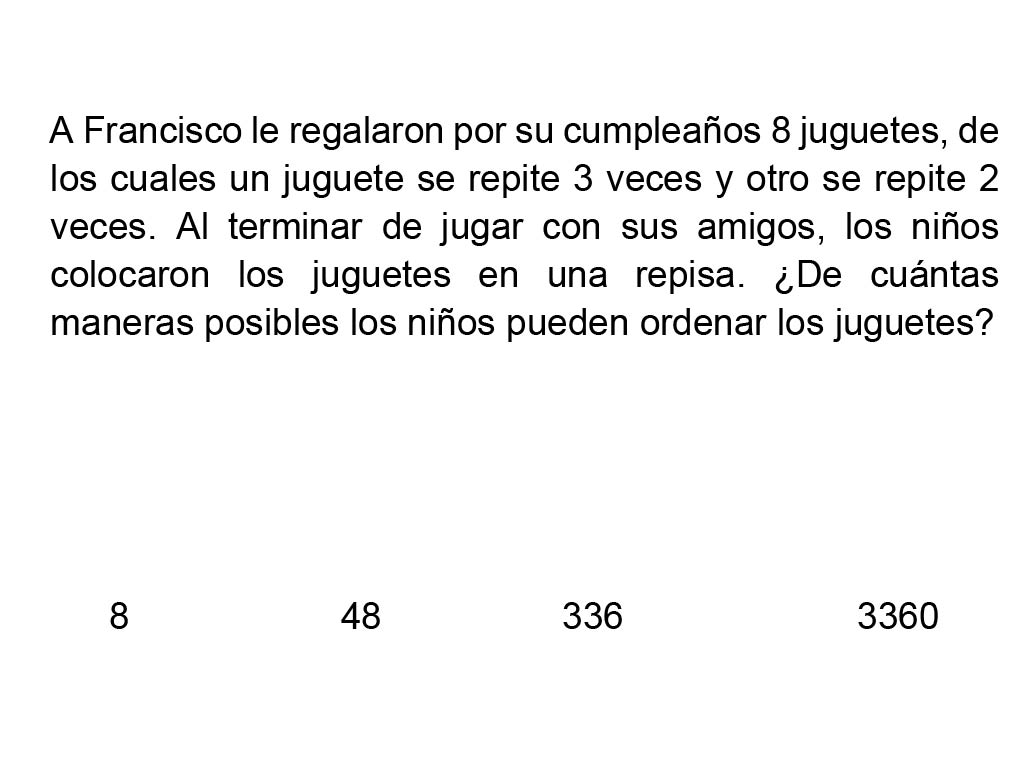 A Francisco le regalaron por su cumpleaños 8 juguetes, de
los cuales un juguete se repite 3 veces y otro se repite 2
veces. Al terminar de jugar con sus amigos, los niños
colocaron los juguetes en una repisa. ¿De cuántas
maneras posibles los niños pueden ordenar los juguetes?
8 48 336 3360